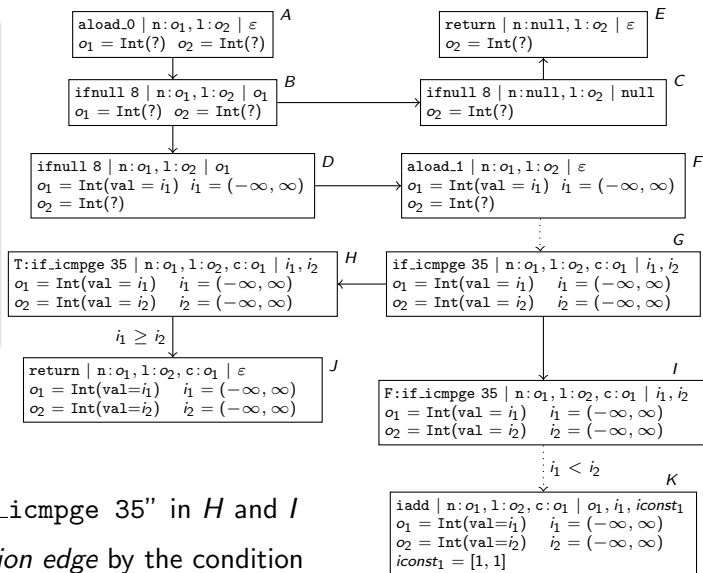 A
aload_0 | n:o₁, l:o₂ | ε
o₁ = Int(?) o₂ = Int(?)
E
return | n:null, l:o₂ | ε
o₂ = Int(?)
B
ifnull 8 | n:o₁, l:o₂ | o₁
o₁ = Int(?) o₂ = Int(?)
C
ifnull 8 | n:null, l:o₂ | null
o₂ = Int(?)
D
ifnull 8 | n:o₁, l:o₂ | o₁
o₁ = Int(val = i₁) i₁ = (−∞, ∞)
o₂ = Int(?)
F
aload_1 | n:o₁, l:o₂ | ε
o₁ = Int(val = i₁) i₁ = (−∞, ∞)
o₂ = Int(?)
H
T:if_icmpge 35 | n:o₁, l:o₂, c:o₁ | i₁, i₂
o₁ = Int(val = i₁) i₁ = (−∞, ∞)
o₂ = Int(val = i₂) i₂ = (−∞, ∞)
G
if_icmpge 35 | n:o₁, l:o₂, c:o₁ | i₁, i₂
o₁ = Int(val = i₁) i₁ = (−∞, ∞)
o₂ = Int(val = i₂) i₂ = (−∞, ∞)
i₁ ≥ i₂
J
return | n:o₁, l:o₂, c:o₁ | ε
o₁ = Int(val=i₁) i₁ = (−∞, ∞)
o₂ = Int(val=i₂) i₂ = (−∞, ∞)
I
F:if_icmpge 35 | n:o₁, l:o₂, c:o₁ | i₁, i₂
o₁ = Int(val = i₁) i₁ = (−∞, ∞)
o₂ = Int(val = i₂) i₂ = (−∞, ∞)
i₁ < i₂
K
iadd | n:o₁, l:o₂, c:o₁ | o₁, i₁, iconst₁
o₁ = Int(val=i₁) i₁ = (−∞, ∞)
o₂ = Int(val=i₂) i₂ = (−∞, ∞)
iconst₁ = [1, 1]
_icmpge 35” in H and I
ion edge by the condition